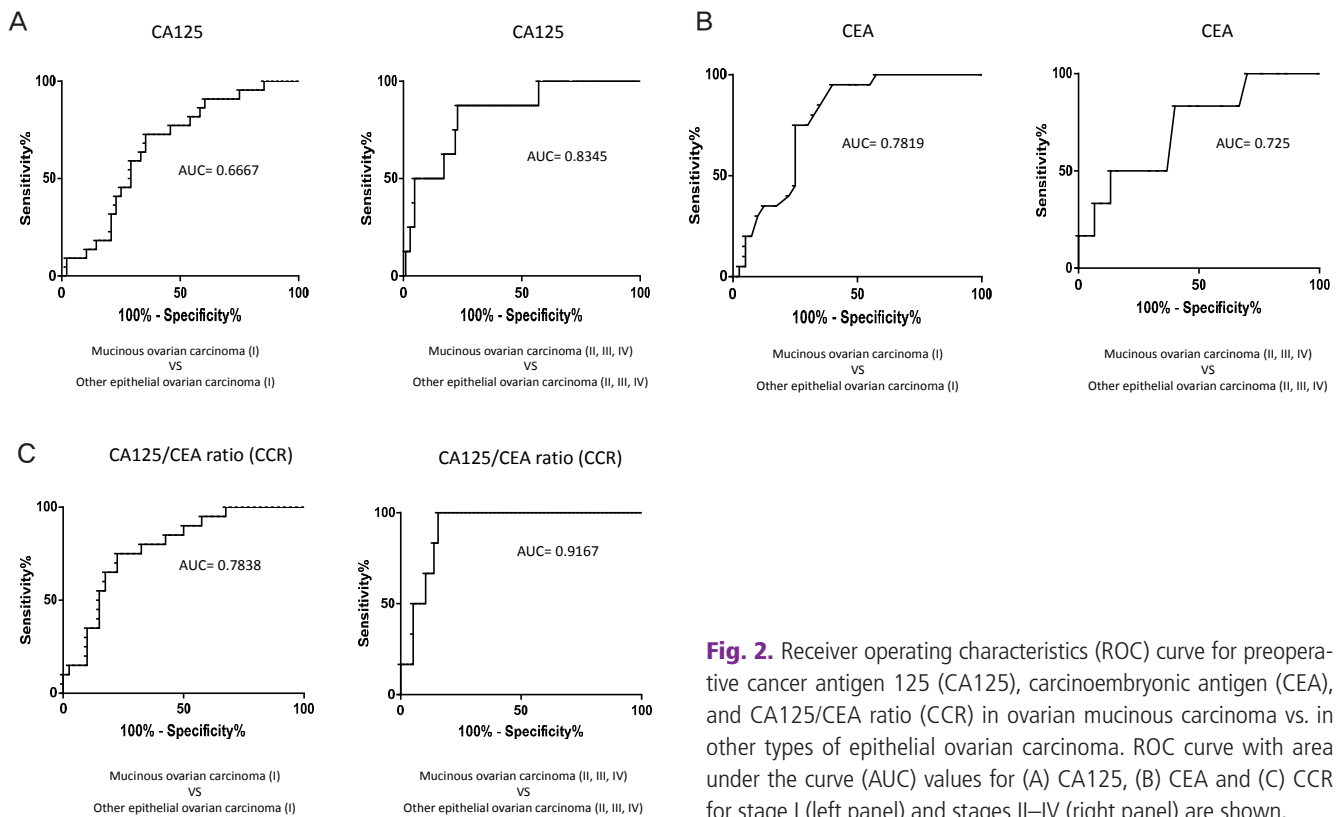 A
CA125
100
50
0
0
50
100
Sensitivity%
100% - Specificity%
AUC= 0.6667
Mucinous ovarian carcinoma (I)
VS
Other epithelial ovarian carcinoma (I)
CA125
100
50
0
0
50
100
Sensitivity%
100% - Specificity%
AUC= 0.8345
Mucinous ovarian carcinoma (II, III, IV)
VS
Other epithelial ovarian carcinoma (II, III, IV)
B
CEA
100
50
0
0
50
100
Sensitivity%
100% - Specificity%
AUC= 0.7819
Mucinous ovarian carcinoma (I)
VS
Other epithelial ovarian carcinoma (I)
CEA
100
50
0
0
50
100
Sensitivity%
100% - Specificity%
AUC= 0.725
Mucinous ovarian carcinoma (II, III, IV)
VS
Other epithelial ovarian carcinoma (II, III, IV)
C
CA125/CEA ratio (CCR)
100
50
0
0
50
100
Sensitivity%
100% - Specificity%
AUC= 0.7838
Mucinous ovarian carcinoma (I)
VS
Other epithelial ovarian carcinoma (I)
CA125/CEA ratio (CCR)
100
50
0
0
50
100
Sensitivity%
100% - Specificity%
AUC= 0.9167
Mucinous ovarian carcinoma (II, III, IV)
VS
Other epithelial ovarian carcinoma (II, III, IV)
Fig. 2. Receiver operating characteristics (ROC) curve for preopera-
tive cancer antigen 125 (CA125), carcinoembryonic antigen (CEA),
and CA125/CEA ratio (CCR) in ovarian mucinous carcinoma vs. in
other types of epithelial ovarian carcinoma. ROC curve with area
under the curve (AUC) values for (A) CA125, (B) CEA and (C) CCR
for stage I (left panel) and stages II–IV (right panel) are shown.